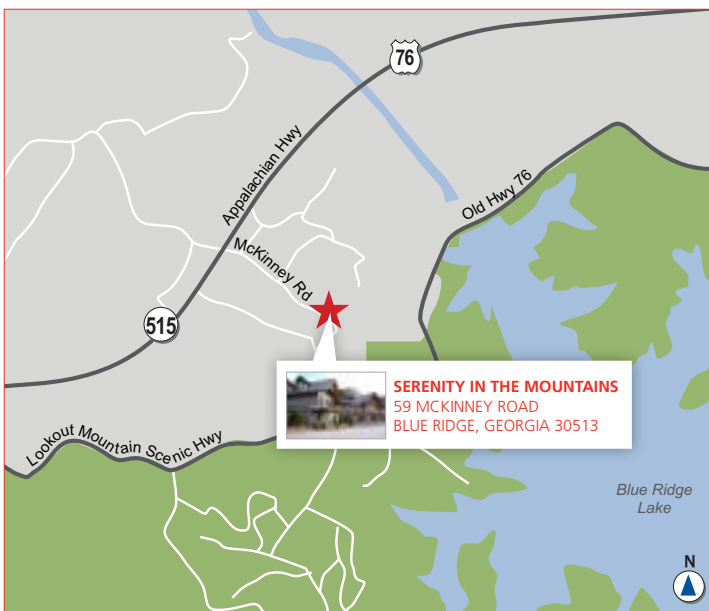 76
Appalachian Hwy
Old Hwy 76
McKinney Rd
515
SERENITY IN THE MOUNTAINS
59 MCKINNEY ROAD
BLUE RIDGE, GEORGIA 30513
Lookout Mountain Scenic Hwy
Blue Ridge
Lake
N